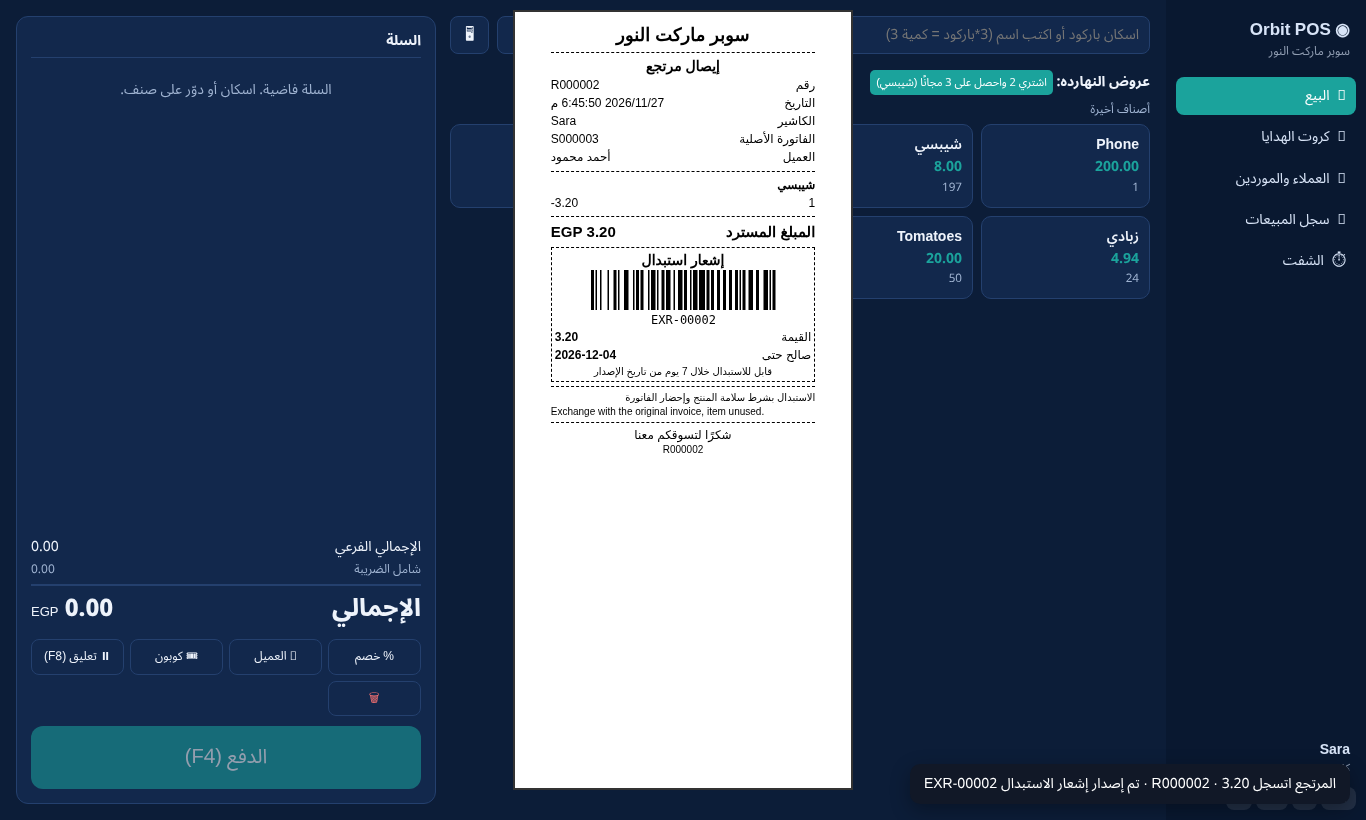 Orbit POS ◉
سوبر ماركت النور
البيع
كروت الهدايا
العملاء والموردين
سجل المبيعات
الشفت
Sara
اسكان باركود أو اكتب اسم (3*باركود = كمية 3)
عروض النهارده: اشتري 2 واحصل على 3 مجانًا (شيبسي)
أصناف أخيرة
Phone
200.00
1
شيبسي
8.00
197
زبادي
4.94
24
Tomatoes
20.00
50
سوبر ماركت النور
إيصال مرتجع
رقم R000002
التاريخ 2026/11/27 6:45:50 م
الكاشير Sara
الفاتورة الأصلية S000003
العميل أحمد محمود
شيبسي
1 -3.20
المبلغ المسترد EGP 3.20
إشعار استبدال
EXR-00002
القيمة 3.20
صالح حتى 2026-12-04
قابل للاستبدال خلال 7 يوم من تاريخ الإصدار
الاستبدال بشرط سلامة المنتج وإحضار الفاتورة
Exchange with the original invoice, item unused.
شكرًا لتسوقكم معنا
R000002
السلة
السلة فاضية. اسكان أو دوّر على صنف.
الإجمالي الفرعي 0.00
شامل الضريبة 0.00
الإجمالي 0.00 EGP
% خصم
العميل
كوبون
تعليق (F8)
الدفع (F4)
المرتجع اتسجل R000002 · 3.20 · تم إصدار إشعار الاستبدال EXR-00002